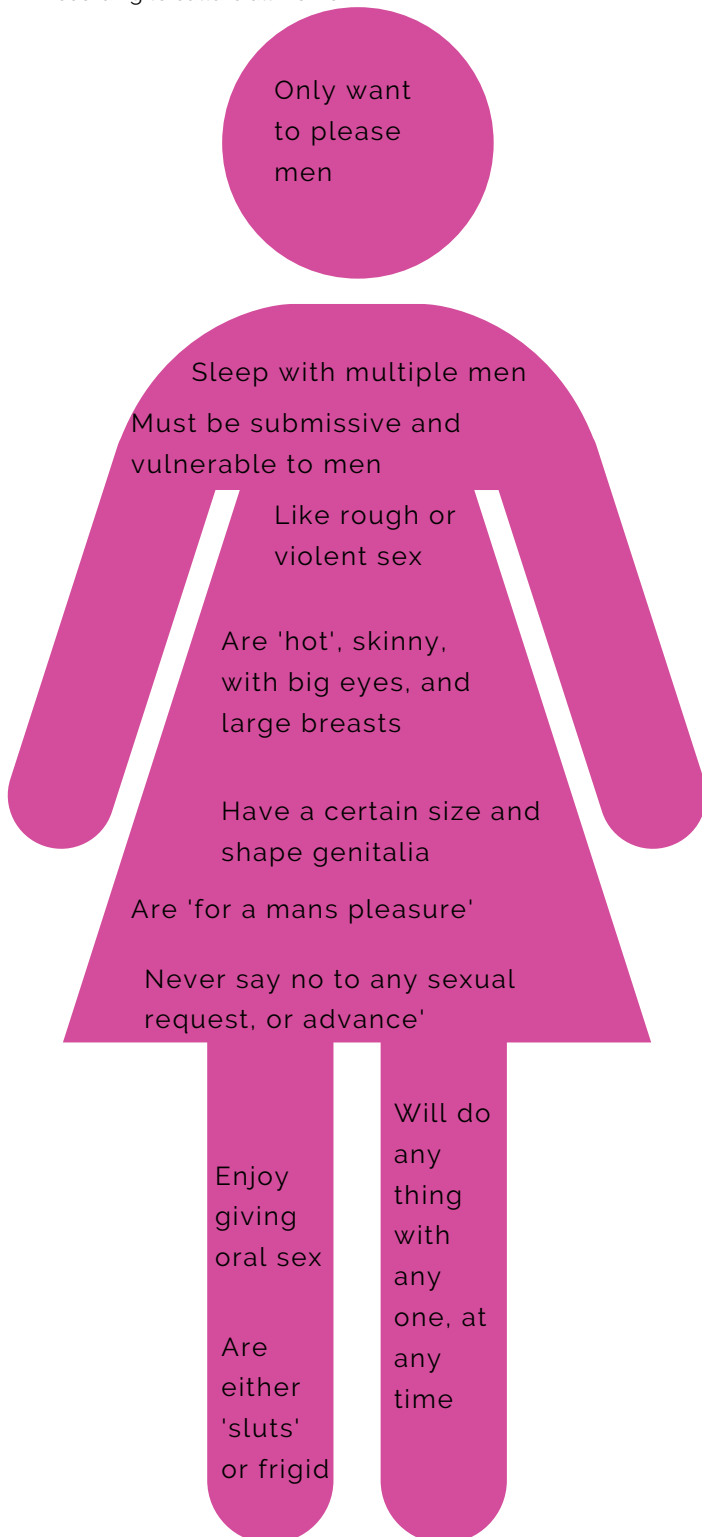 Only want
to please
men
Sleep with multiple men
Must be submissive and
vulnerable to men
Like rough or
violent sex
Are 'hot', skinny,
with big eyes, and
large breasts
Have a certain size and
shape genitalia
Are 'for a mans pleasure'
Never say no to any sexual
request, or advance'
Enjoy
giving
oral sex
Are
either
'sluts'
or frigid
Will do
any
thing
with
any
one, at
any
time